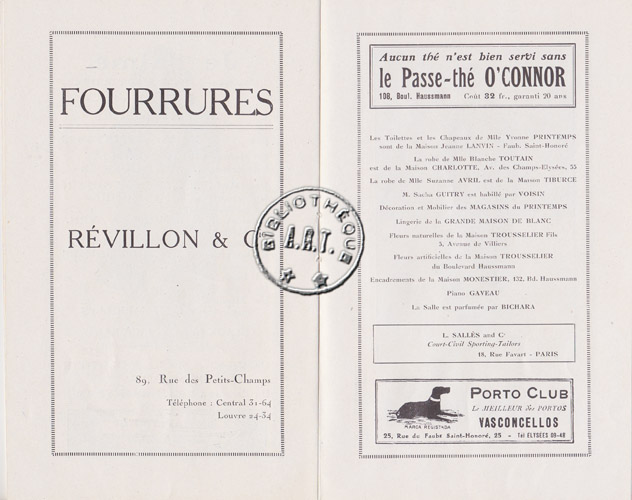 FOURRURES
RÉVILLON & C
89, Rue des Petits-Champs
Téléphone : Central 31-64
Louvre 24-34
BIBLIOTHÈQUE
A.R.T.
Aucun thé n'est bien servi sans
le Passe-thé O'CONNOR
108, Boul. Haussmann Coût 32 fr., garanti 20 ans
Les Toilettes et les Chapeaux de Mlle Yvonne PRINTEMPS
sont de la Maison Jeanne LANVIN - Faub. Saint-Honoré
La robe de Mlle Blanche TOUTAIN
est de la Maison CHARLOTTE, Av. des Champs-Elysées, 55
La robe de Mlle Suzanne AVRIL est de la Maison TIBURCE
M. Sacha GUITRY est habillé par VOISIN
Décoration et Mobilier des MAGASINS du PRINTEMPS
Lingerie de la GRANDE MAISON DE BLANC
Fleurs naturelles de la Maison TROUSSELIER Fils
5, Avenue de Villiers
Fleurs artificielles de la Maison TROUSSELIER
du Boulevard Haussmann
Encadrements de la Maison MONESTIER, 132, Bd. Haussmann
Piano GAVEAU
La Salle est parfumée par BICHARA
L. SALLÈS and C°
Court-Civil Sporting-Tailors
18, Rue Favart - PARIS
PORTO CLUB
Le MEILLEUR des PORTOS
VASCONCELLOS
MARCA REGISTADA
25, Rue du Faubg Saint-Honoré, 25 - Tél ELYSÉES 09-48